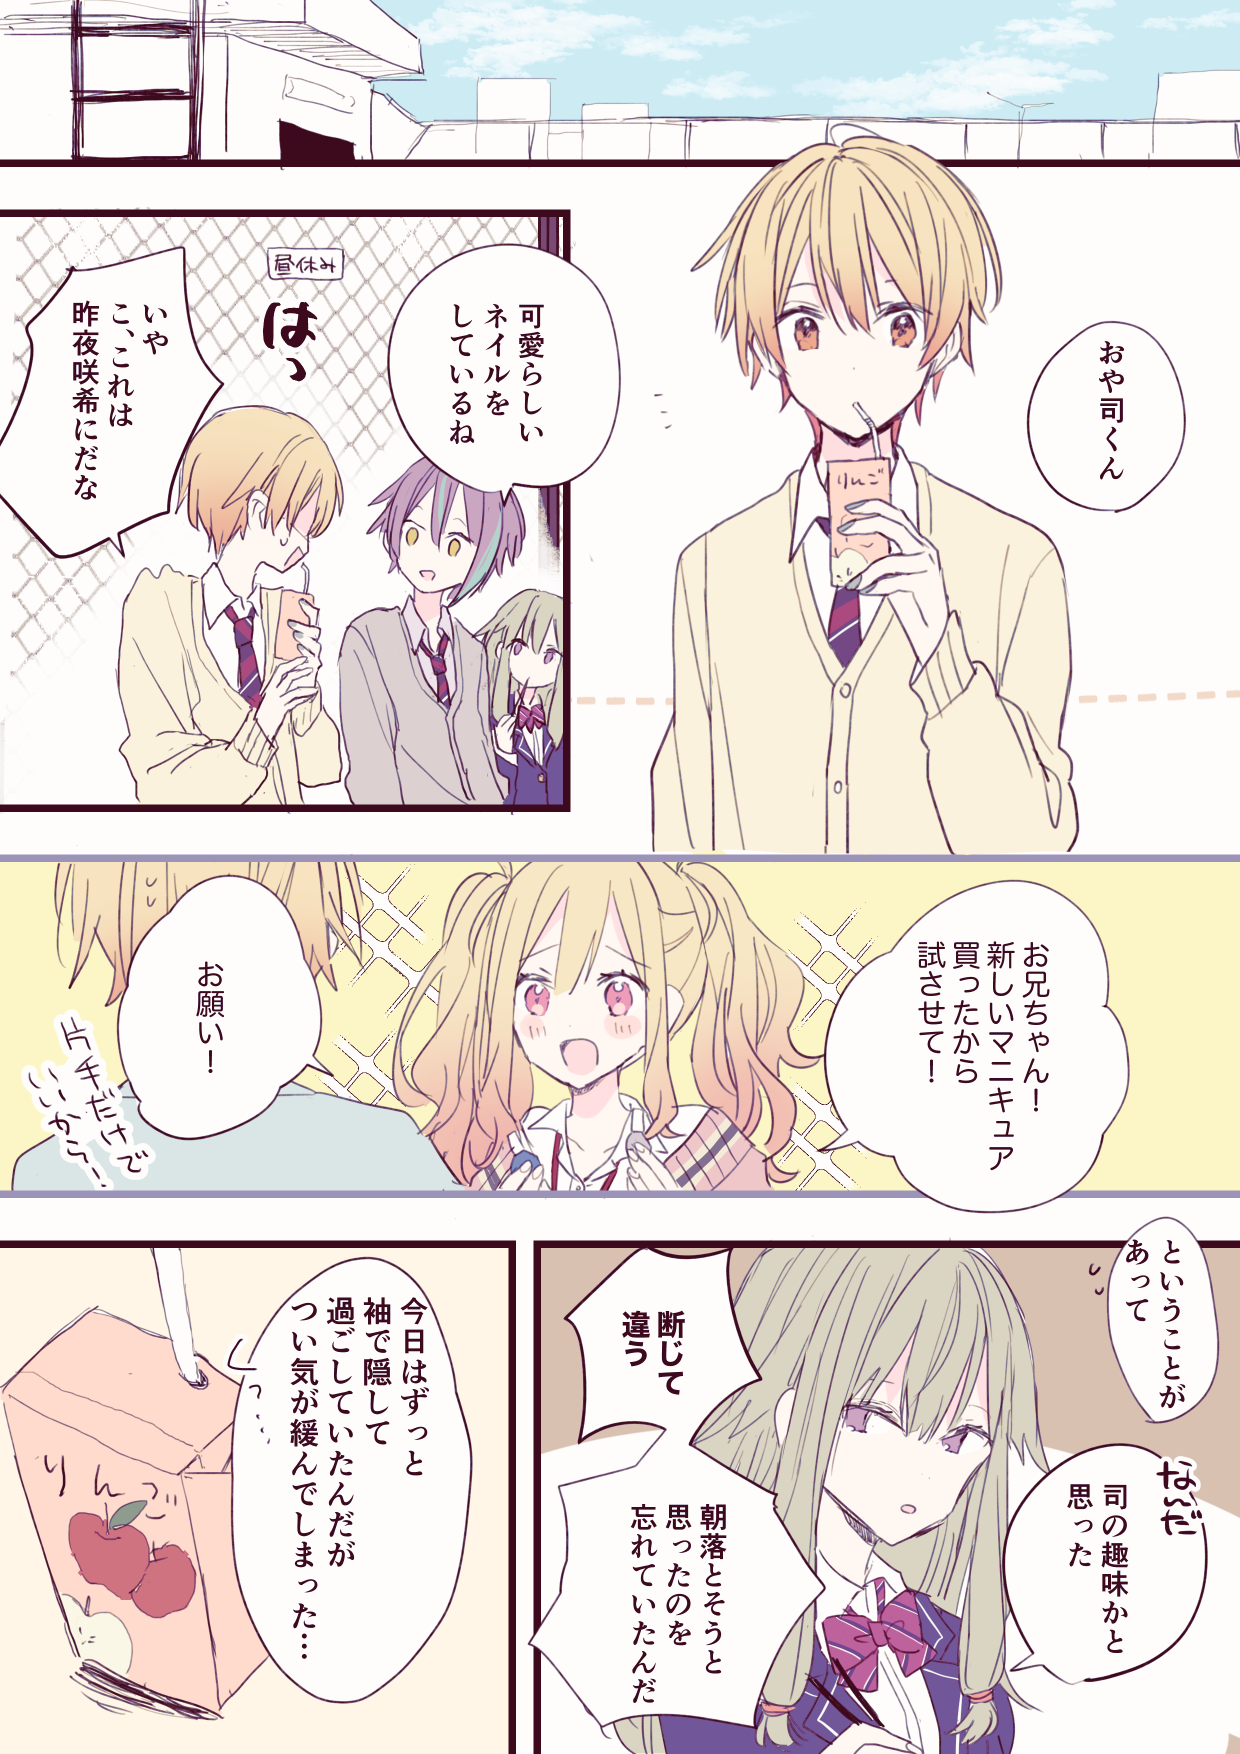 おや司くん
りんご
可愛らしい
ネイルを
しているね
昼休み
は、
いや
こ、これは
昨夜咲希にだな
お兄ちゃん！
新しいマニキュア
買ったから
試させて！
お願い！
片手だけで
いいから！
ということが
あって
なんだ
司の趣味かと
思った
断じて
違う
朝落とそうと
思ったのを
忘れていたんだ
今日はずっと
袖で隠して
過ごしていたんだが
つい気が緩んでしまった…
りんご